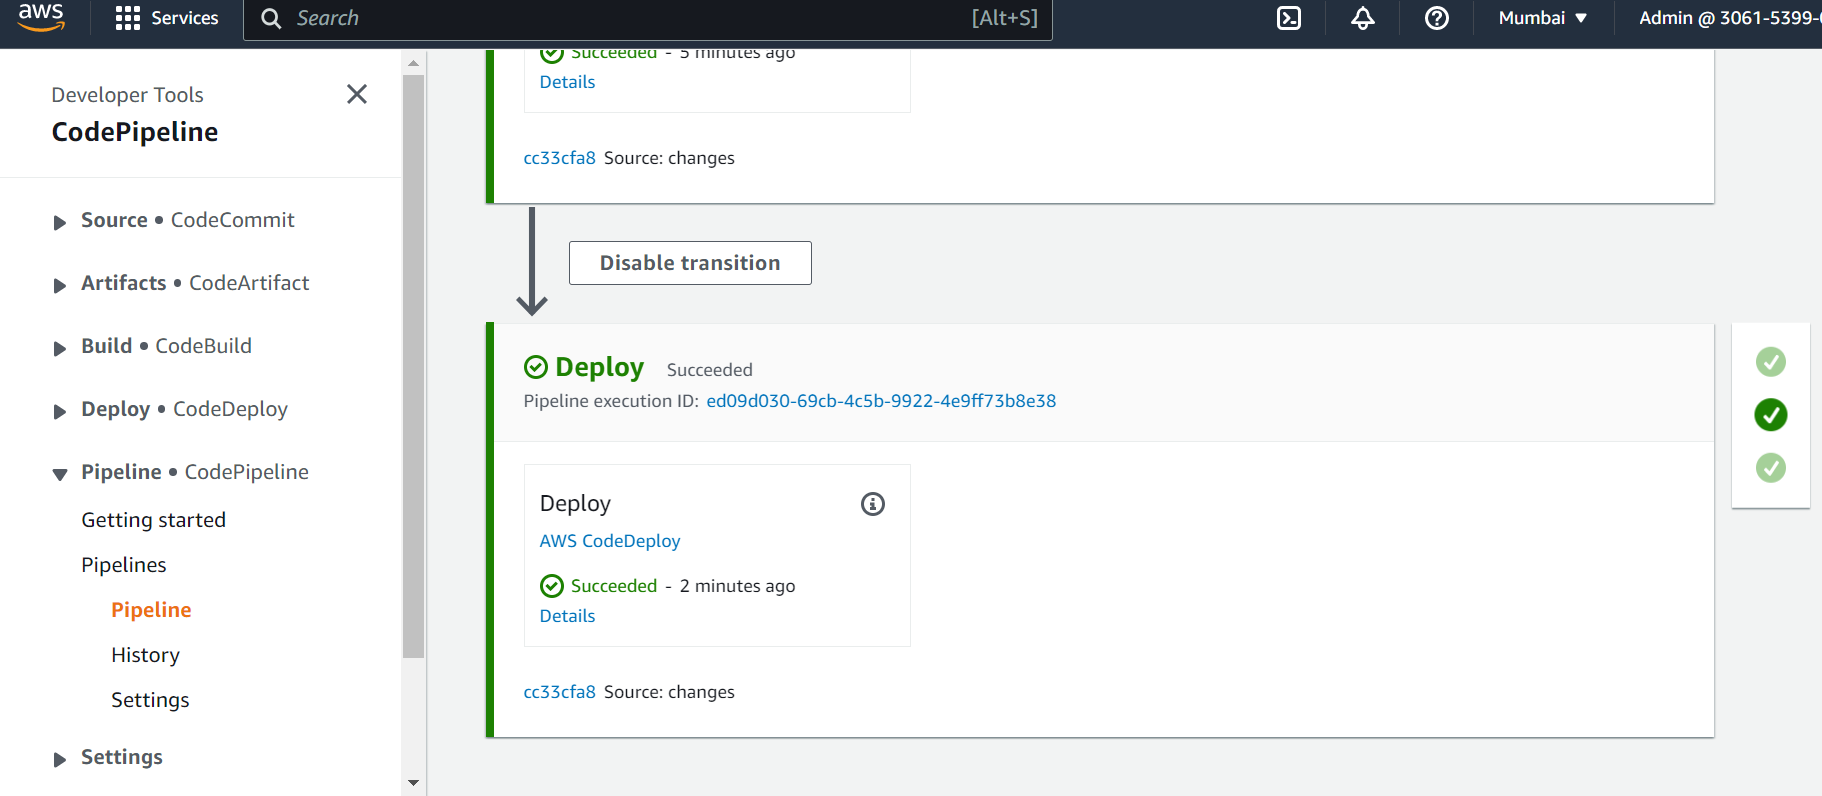 aws
Services
Search
[Alt+S]
Mumbai
Admin @ 3061-5399-
Developer Tools
CodePipeline
Source • CodeCommit
Artifacts • CodeArtifact
Build • CodeBuild
Deploy • CodeDeploy
Pipeline • CodePipeline
Getting started
Pipelines
Pipeline
History
Settings
Settings
Succeeded - 5 minutes ago
Details
cc33cfa8 Source: changes
Disable transition
Deploy Succeeded
Pipeline execution ID: ed09d030-69cb-4c5b-9922-4e9ff73b8e38
Deploy
AWS CodeDeploy
Succeeded - 2 minutes ago
Details
cc33cfa8 Source: changes